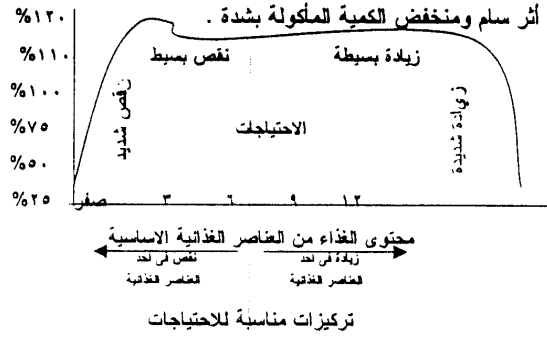 أثر سام ومنخفض الكمية المأكولة بشدة .
%١٢٠
%١١٠
%١٠٠
%٧٥
%٥٠
%٢٥
نقص شديد
نقص بسيط
زيادة بسيطة
زيادة شديدة
الاحتياجات
صفر ٣ ٦ ٩ ١٢
محتوى الغذاء من العناصر الغذائية الاساسية
نقص فى احد
العناصر الغذائية
زيادة فى احد
العناصر الغذائية
تركيزات مناسبة للاحتياجات